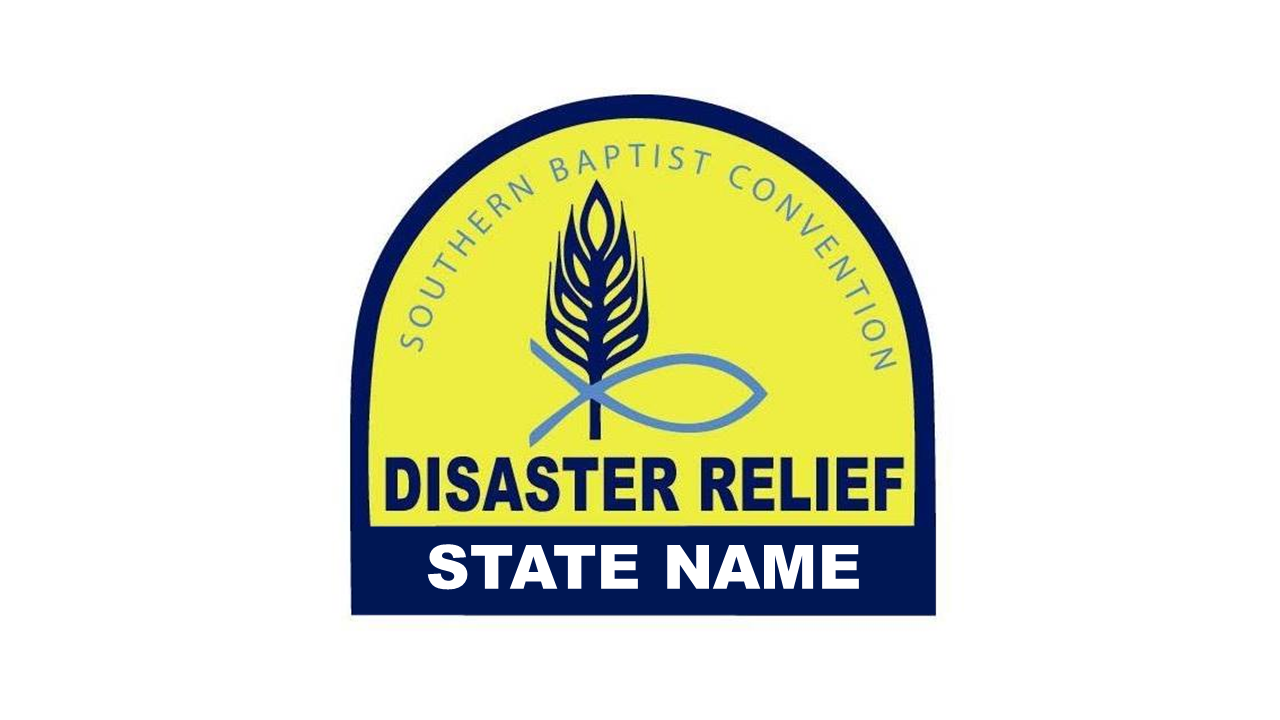 SOUTHERN BAPTIST CONVENTION
DISASTER RELIEF
STATE NAME